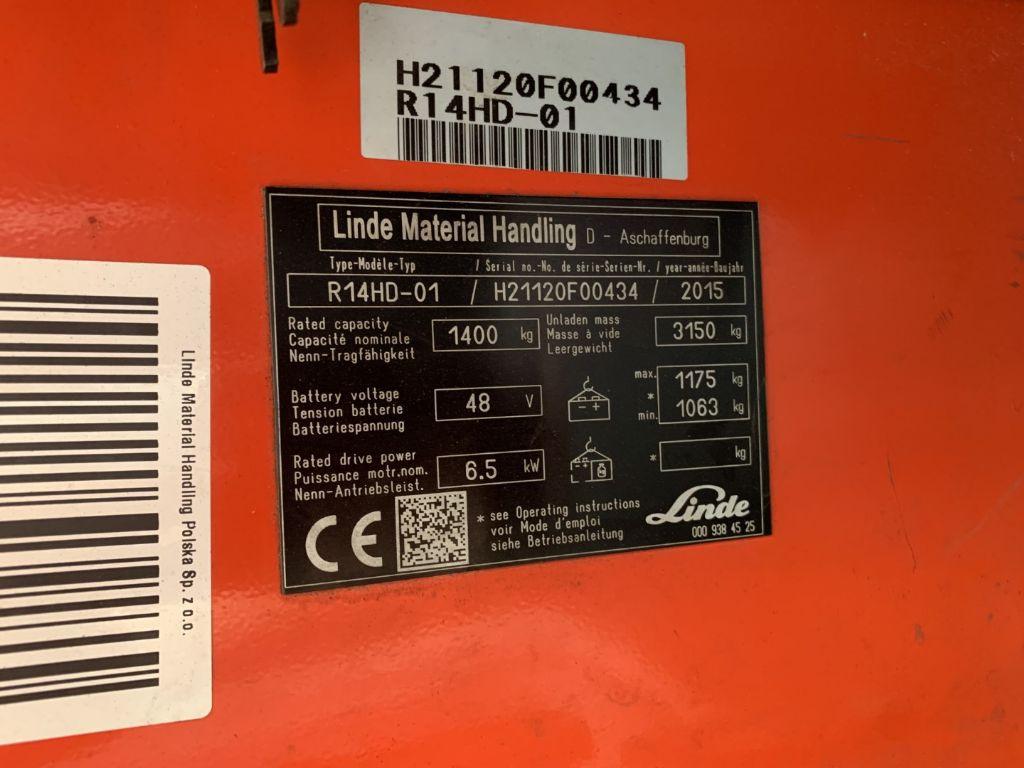 H21120F00434
R14HD-01
Linde Material Handling D - Aschaffenburg
Type-Modèle-Typ / Serial no.-No. de série-Serien-Nr. / year-année-Baujahr
R14HD-01 / H21120F00434 / 2015
Rated capacity
Capacité nominale
Nenn-Tragfähigkeit
1400 kg
Unladen mass
Masse à vide
Leergewicht
3150 kg
Battery voltage
Tension batterie
Batteriespannung
48 V
- +
max. 1175 kg
*
min. 1063 kg
Rated drive power
Puissance motr.nom.
Nenn-Antriebsleist.
6.5 kW
- +
* kg
CE
* see Operating instructions
voir Mode d'emploi
siehe Betriebsanleitung
Linde
000 938 45 25
Linde Material Handling Polska Sp. z o.o.